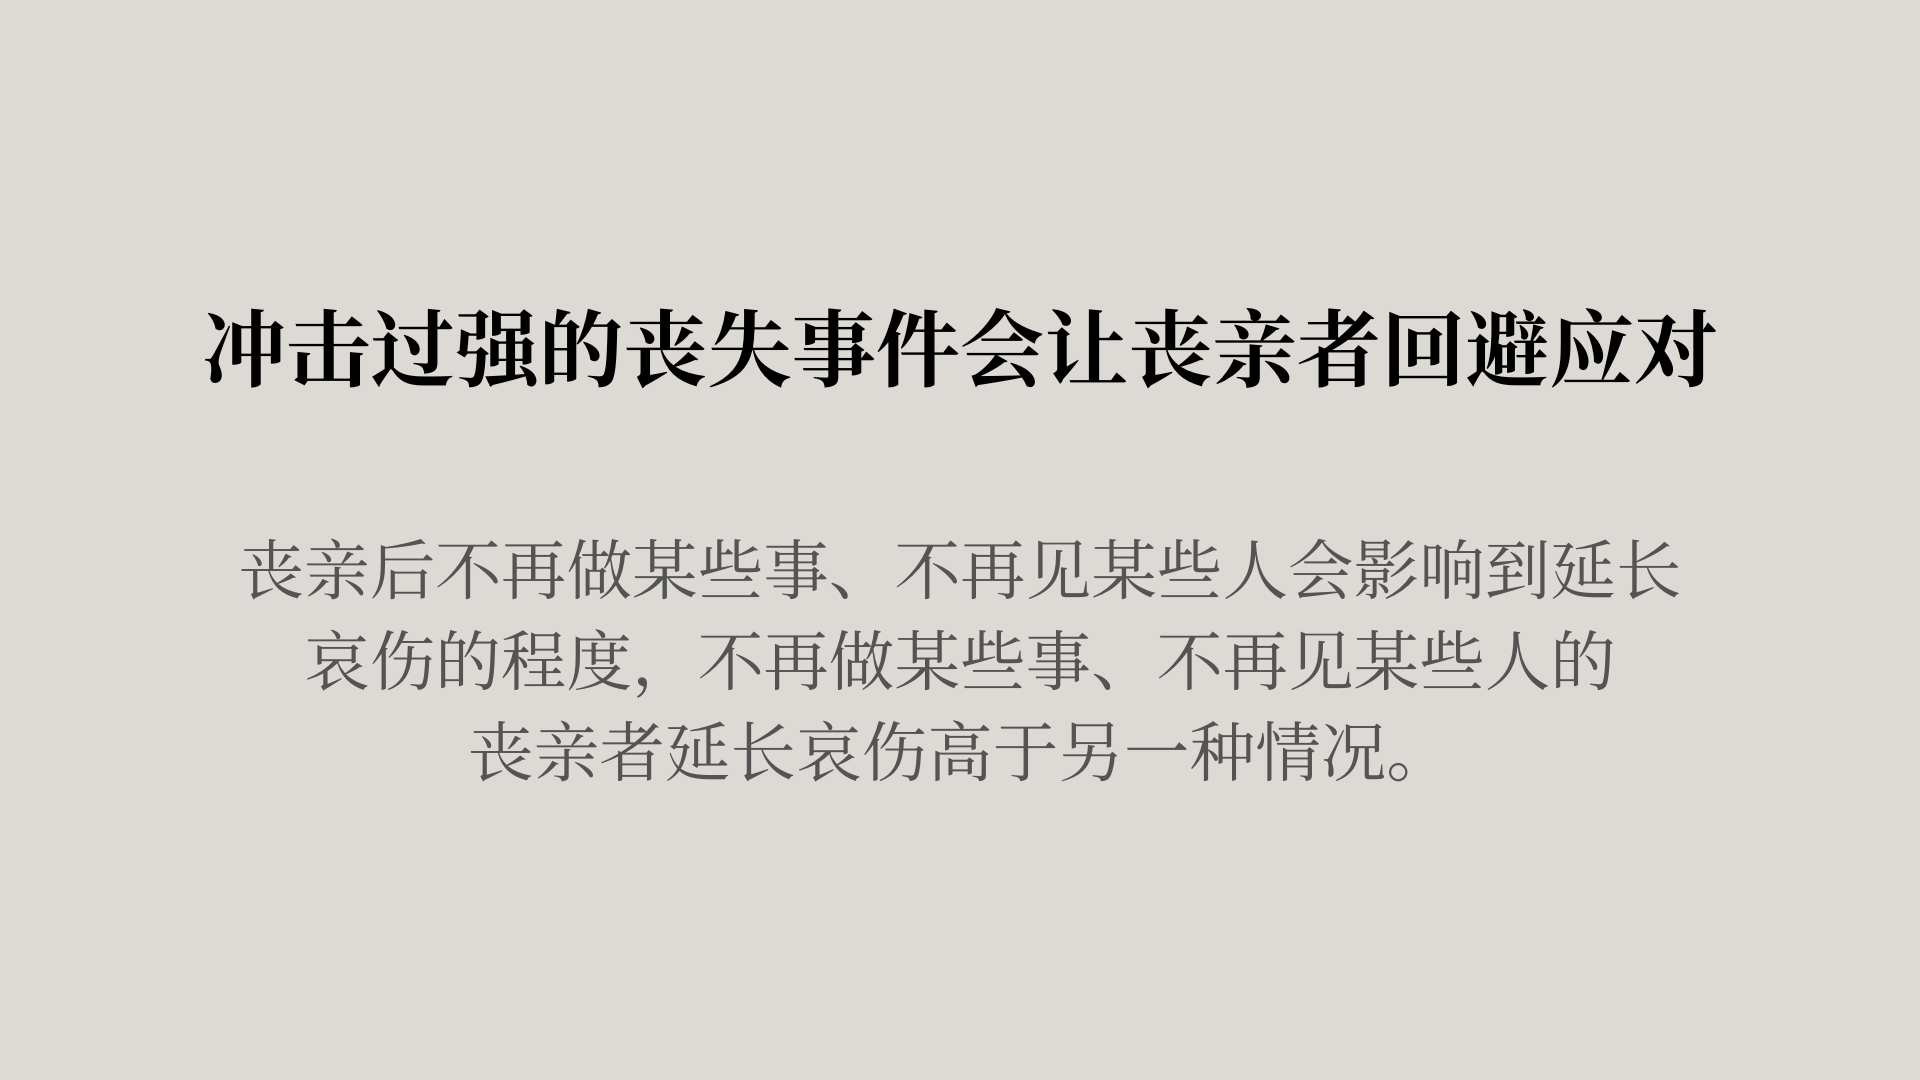 冲击过强的丧失事件会让丧亲者回避应对
丧亲后不再做某些事、不再见某些人会影响到延长
哀伤的程度，不再做某些事、不再见某些人的
丧亲者延长哀伤高于另一种情况。